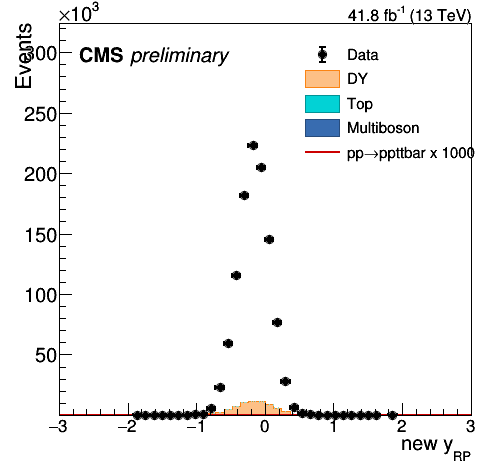 ×10³
41.8 fb⁻¹ (13 TeV)
Events
CMS preliminary
Data
DY
Top
Multiboson
pp→ppttbar x 1000
300
250
200
150
100
50
−3 −2 −1 0 1 2 3
new y_RP